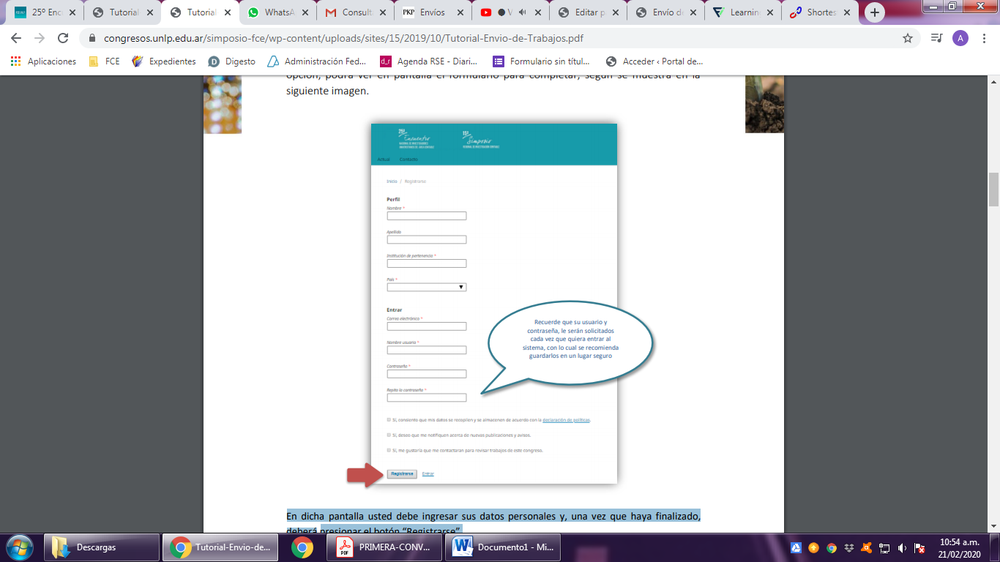 25º Enc
Tutorial
Tutorial
WhatsA
Consult
PKP
Envíos
V
Editar p
Envío d
Learnin
Shortes
congresos.unlp.edu.ar/simposio-fce/wp-content/uploads/sites/15/2019/10/Tutorial-Envio-de-Trabajos.pdf
A
Aplicaciones
FCE
Expedientes
Digesto
Administración Fed...
d_r
Agenda RSE - Diari...
Formulario sin títul...
Acceder ‹ Portal de...
opción, podrá ver en pantalla el formulario para completar, según se muestra en la
siguiente imagen.
Encuentro
Simposio
Actual Contacto
Inicio / Registrarse
Perfil
Nombre *
Apellido
Institución de pertenencia *
País *
Entrar
Correo electrónico *
Nombre usuario *
Contraseña *
Repita la contraseña *
Recuerde que su usuario y
contraseña, le serán solicitados
cada vez que quiera entrar al
sistema, con lo cual se recomienda
guardarlos en un lugar seguro
Sí, consiento que mis datos se recopilen y se almacenen de acuerdo con la declaración de políticas.
Sí, deseo que me notifiquen acerca de nuevas publicaciones y avisos.
Sí, me gustaría que me contactaran para revisar trabajos de este congreso.
Registrarse Entrar
En dicha pantalla usted debe ingresar sus datos personales y, una vez que haya finalizado,
deberá presionar el botón “Registrarse”.
Descargas
Tutorial-Envio-de...
PDF
PRIMERA-CONV...
Documento1 - Mi...
10:54 a.m.
21/02/2020